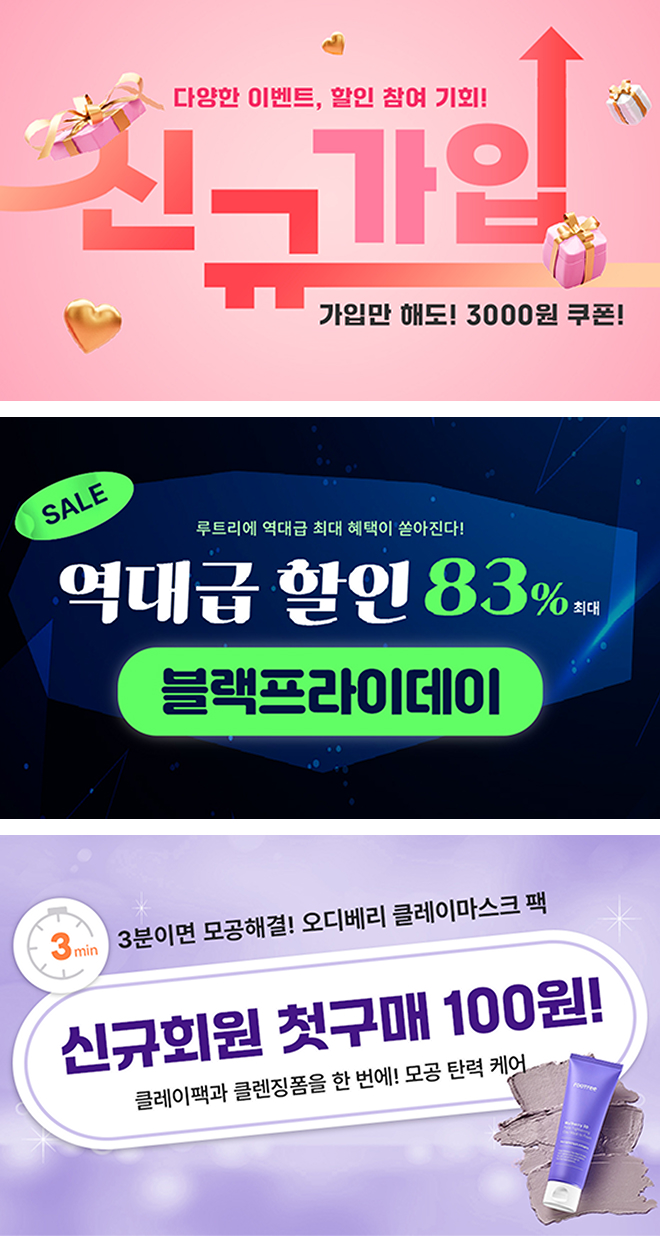 다양한 이벤트, 할인 참여 기회!
신규가입
가입만 해도! 3000원 쿠폰!
SALE
루트리에 역대급 최대 혜택이 쏟아진다!
역대급 할인 83% 최대
블랙프라이데이
3min
3분이면 모공해결! 오디베리 클레이마스크 팩
신규회원 첫구매 100원!
클레이팩과 클렌징폼을 한 번에! 모공 탄력 케어
rootree